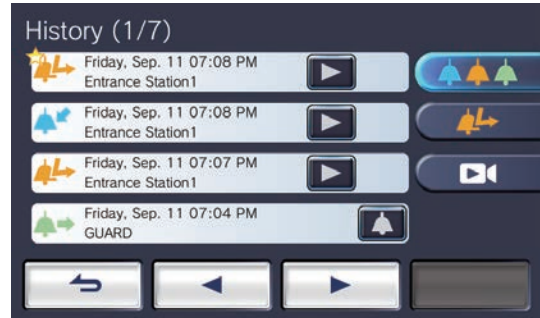 History (1/7)
Friday, Sep. 11 07:08 PM
Entrance Station1
Friday, Sep. 11 07:08 PM
Entrance Station1
Friday, Sep. 11 07:07 PM
Entrance Station1
Friday, Sep. 11 07:04 PM
GUARD